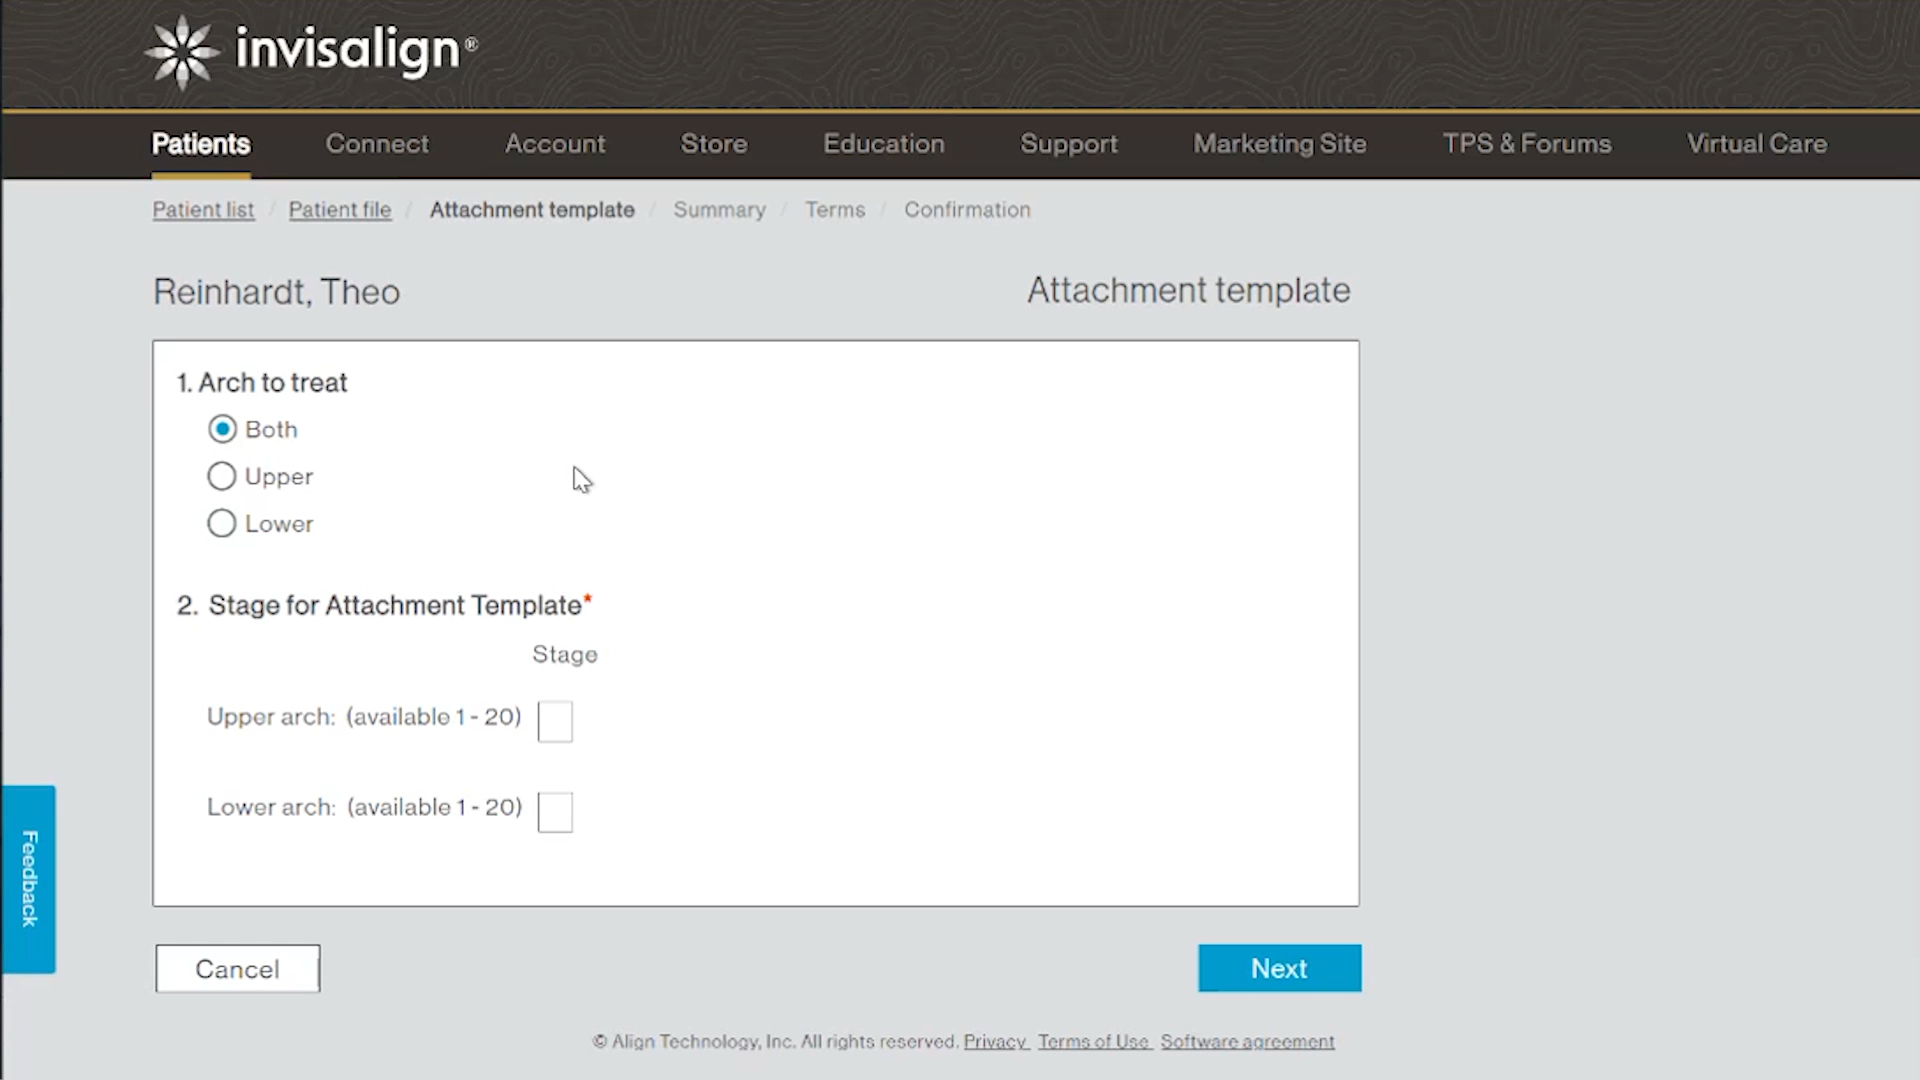 invisalign®
Patients Connect Account Store Education Support Marketing Site TPS & Forums Virtual Care
Patient list / Patient file / Attachment template / Summary / Terms / Confirmation
Reinhardt, Theo
Attachment template
1. Arch to treat
Both
Upper
Lower
2. Stage for Attachment Template*
Stage
Upper arch: (available 1 - 20)
Lower arch: (available 1 - 20)
Feedback
Cancel
Next
© Align Technology, Inc. All rights reserved. Privacy Terms of Use Software agreement